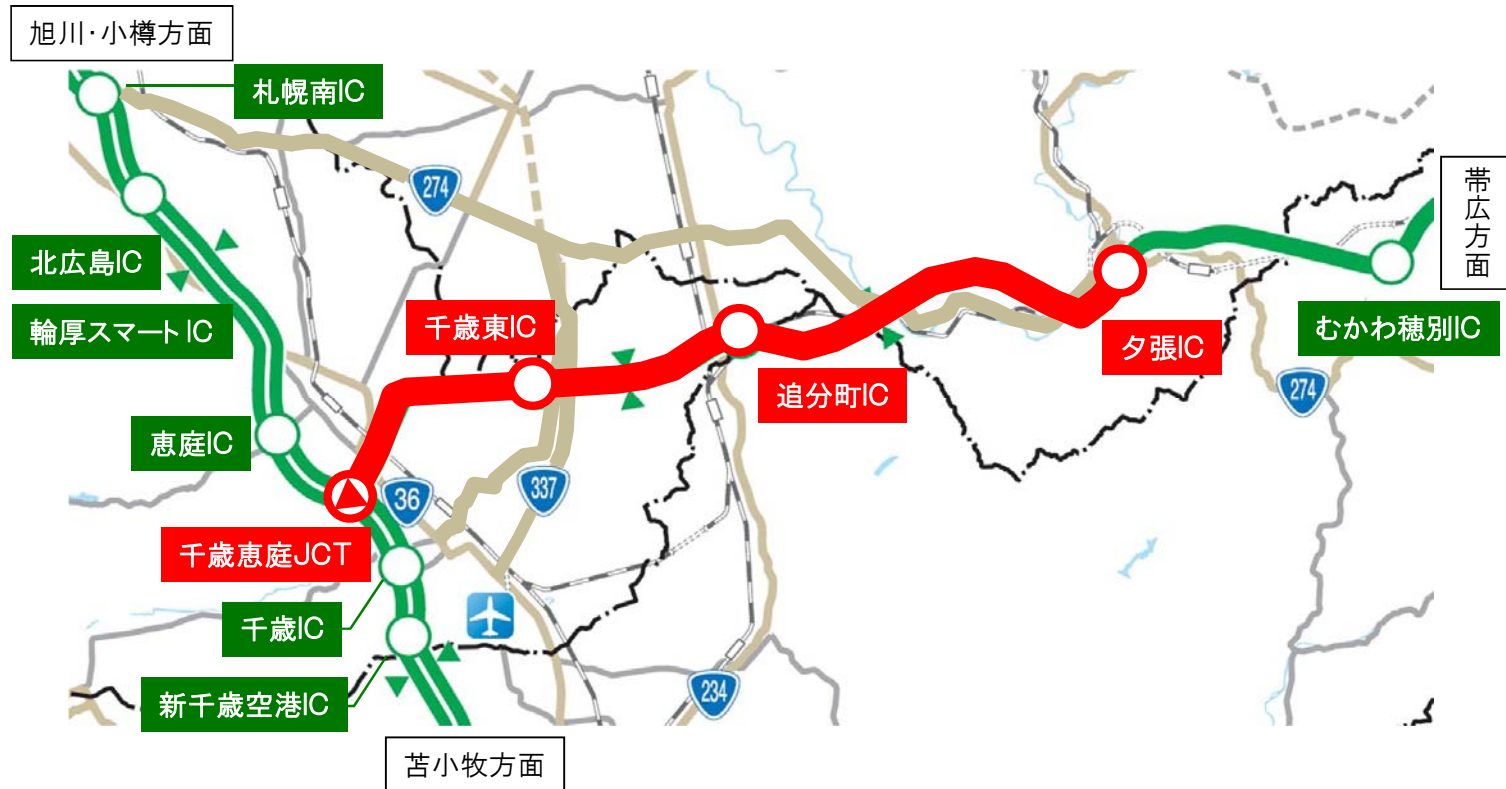 旭川・小樽方面
札幌南IC
274
帯広方面
北広島IC
輪厚スマートIC
千歳東IC
むかわ穂別IC
夕張IC
追分町IC
274
恵庭IC
36
337
千歳恵庭JCT
千歳IC
新千歳空港IC
234
苫小牧方面